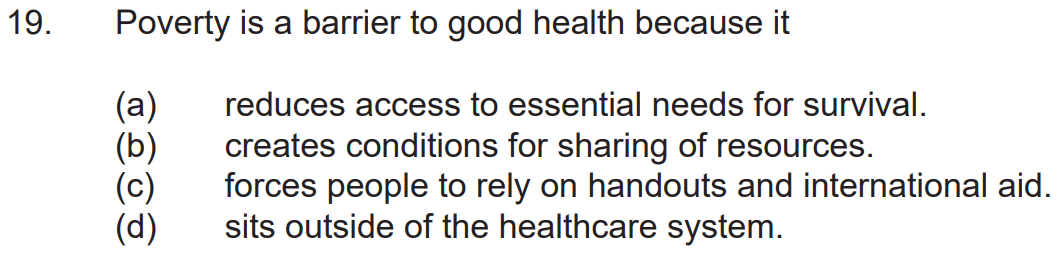 19. Poverty is a barrier to good health because it
(a) reduces access to essential needs for survival.
(b) creates conditions for sharing of resources.
(c) forces people to rely on handouts and international aid.
(d) sits outside of the healthcare system.